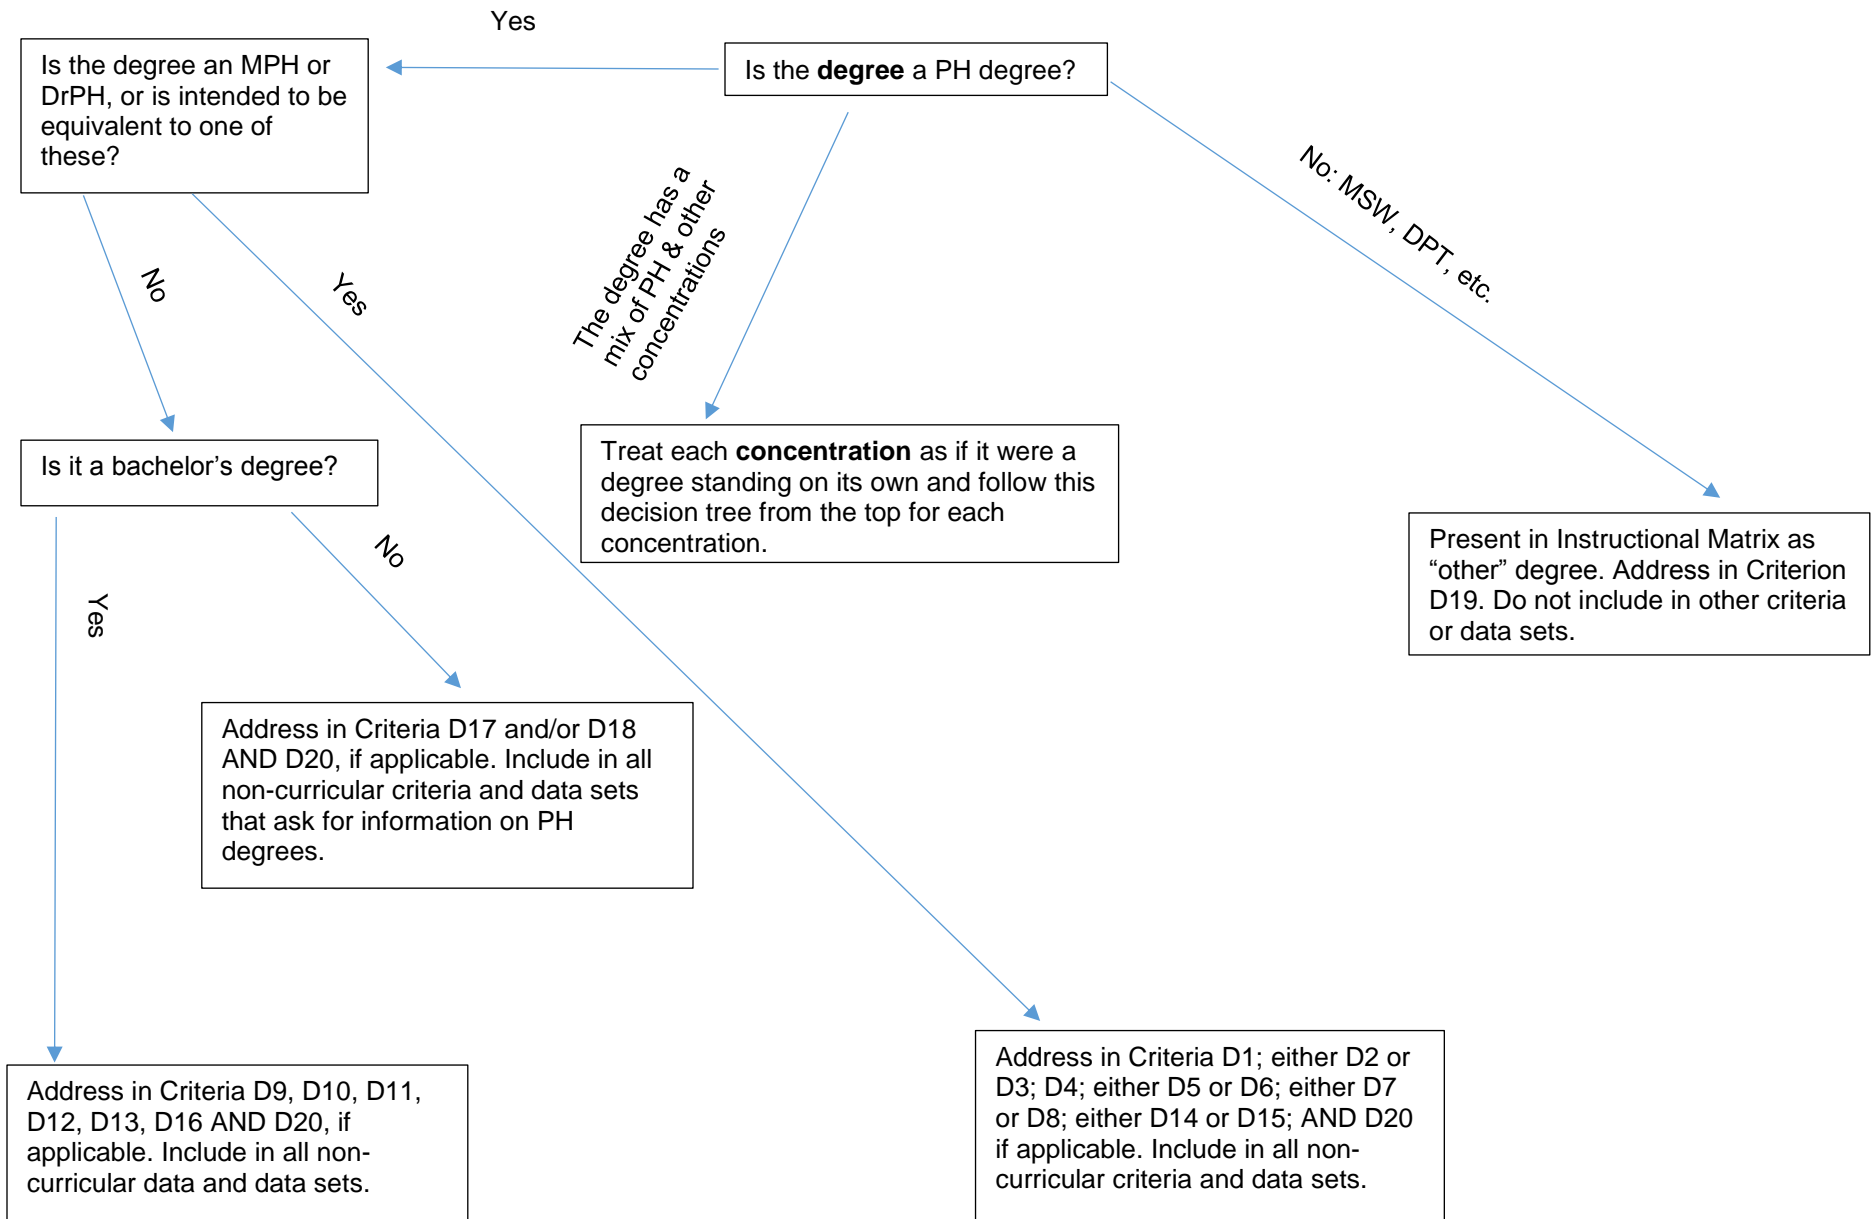 Yes
Is the degree an MPH or
DrPH, or is intended to be
equivalent to one of
these?
Is the degree a PH degree?
No: MSW, DPT, etc.
The degree has a
mix of PH & other
concentrations
No
Yes
Is it a bachelor's degree?
Treat each concentration as if it were a
degree standing on its own and follow this
decision tree from the top for each
concentration.
Present in Instructional Matrix as
“other” degree. Address in Criterion
D19. Do not include in other criteria
or data sets.
No
Yes
Address in Criteria D17 and/or D18
AND D20, if applicable. Include in all
non-curricular criteria and data sets
that ask for information on PH
degrees.
Address in Criteria D9, D10, D11,
D12, D13, D16 AND D20, if
applicable. Include in all non-
curricular data and data sets.
Address in Criteria D1; either D2 or
D3; D4; either D5 or D6; either D7
or D8; either D14 or D15; AND D20
if applicable. Include in all non-
curricular criteria and data sets.